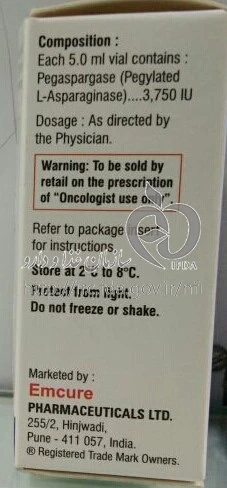 Composition :
Each 5.0 ml vial contains :
Pegaspargase (Pegylated
L-Asparaginase)....3,750 IU
Dosage : As directed by
the Physician.
Warning: To be sold by
retail on the prescription
of "Oncologist use only".
Refer to package insert
for instructions.
IFDA
Store at 2°C to 8°C.
Protect from light.
Do not freeze or shake.
Marketed by :
Emcure
PHARMACEUTICALS LTD.
255/2, Hinjwadi,
Pune - 411 057, India.
® Registered Trade Mark Owners.